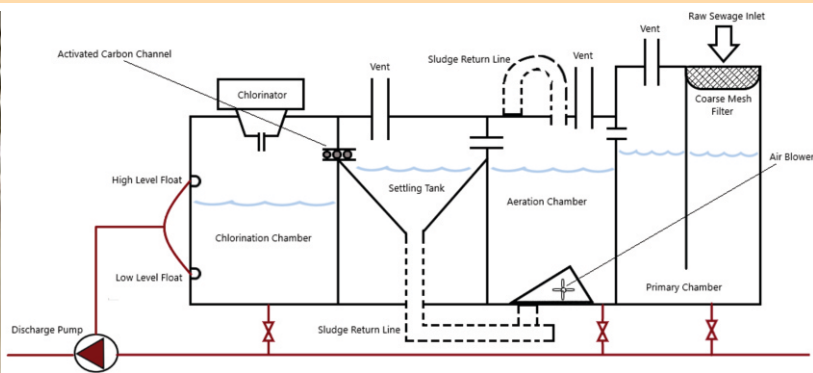 Raw Sewage Inlet
Activated Carbon Channel
Vent
Sludge Return Line
Vent
Vent
Chlorinator
Coarse Mesh
Filter
Air Blower
High Level Float
Settling Tank
Aeration Chamber
Chlorination Chamber
Low Level Float
Primary Chamber
Discharge Pump
Sludge Return Line